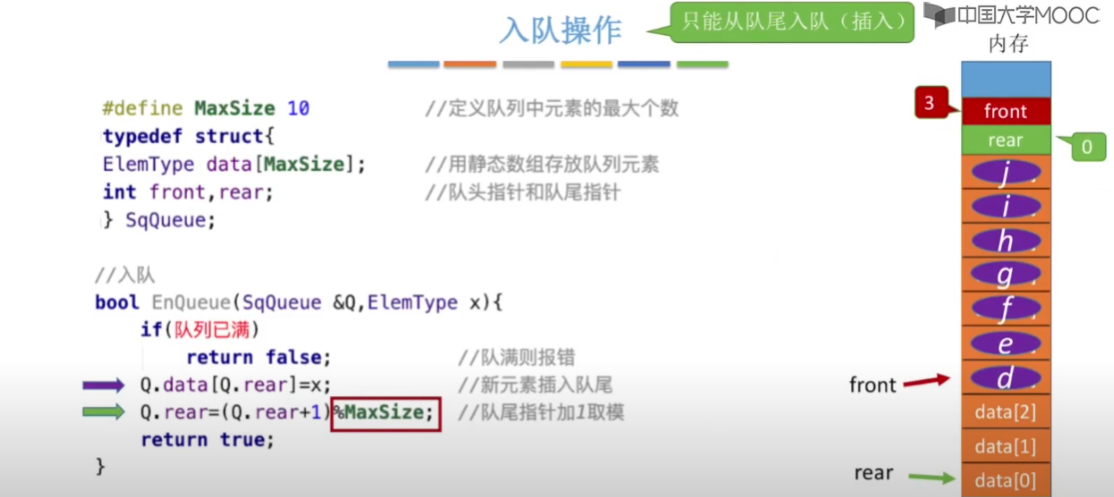 入队操作
只能从队尾入队（插入）
中国大学MOOC
内存
#define MaxSize 10 //定义队列中元素的最大个数
typedef struct{
ElemType data[MaxSize]; //用静态数组存放队列元素
int front,rear; //队头指针和队尾指针
} SqQueue;
//入队
bool EnQueue(SqQueue &Q,ElemType x){
if(队列已满)
return false; //队满则报错
Q.data[Q.rear]=x; //新元素插入队尾
Q.rear=(Q.rear+1)%MaxSize; //队尾指针加1取模
return true;
}
3
front
rear
0
j
i
h
g
f
e
front
d
data[2]
data[1]
rear
data[0]